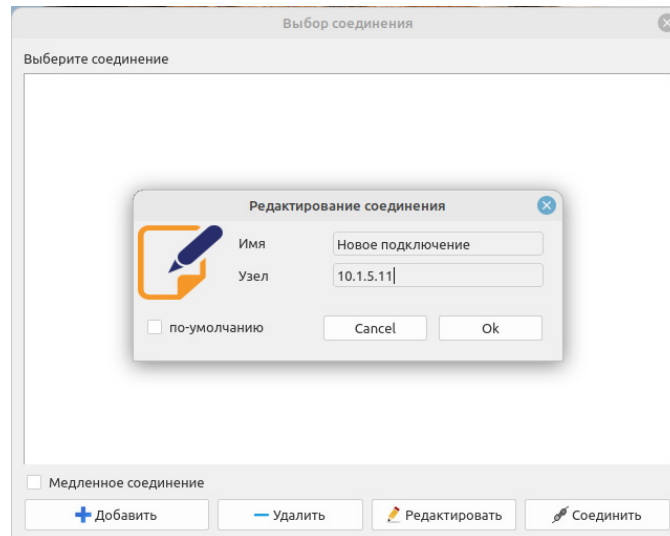 Выбор соединения
Выберите соединение
Редактирование соединения
Имя
Новое подключение
Узел
10.1.5.11
по-умолчанию
Cancel
Ok
Медленное соединение
Добавить
Удалить
Редактировать
Соединить